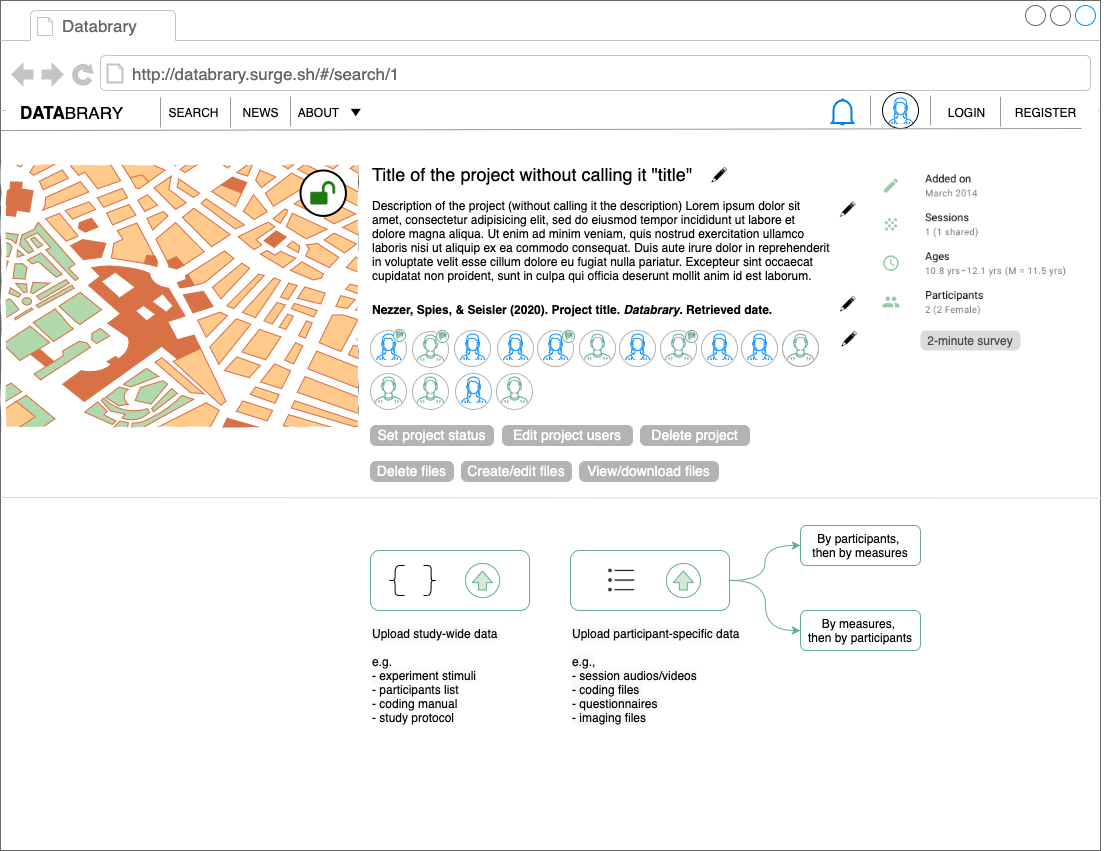 Databrary
http://databrary.surge.sh/#/search/1
DATABRARY
SEARCH
NEWS
ABOUT ▼
LOGIN
REGISTER
Title of the project without calling it "title"
Description of the project (without calling it the description) Lorem ipsum dolor sit
amet, consectetur adipisicing elit, sed do eiusmod tempor incididunt ut labore et
dolore magna aliqua. Ut enim ad minim veniam, quis nostrud exercitation ullamco
laboris nisi ut aliquip ex ea commodo consequat. Duis aute irure dolor in reprehenderit
in voluptate velit esse cillum dolore eu fugiat nulla pariatur. Excepteur sint occaecat
cupidatat non proident, sunt in culpa qui officia deserunt mollit anim id est laborum.
Nezzer, Spies, & Seisler (2020). Project title. Databrary. Retrieved date.
Added on
March 2014
Sessions
1 (1 shared)
Ages
10.8 yrs–12.1 yrs (M = 11.5 yrs)
Participants
2 (2 Female)
2-minute survey
Set project status
Edit project users
Delete project
Delete files
Create/edit files
View/download files
{ }
Upload study-wide data
e.g.
- experiment stimuli
- participants list
- coding manual
- study protocol
Upload participant-specific data
e.g.,
- session audios/videos
- coding files
- questionnaires
- imaging files
By participants,
then by measures
By measures,
then by participants